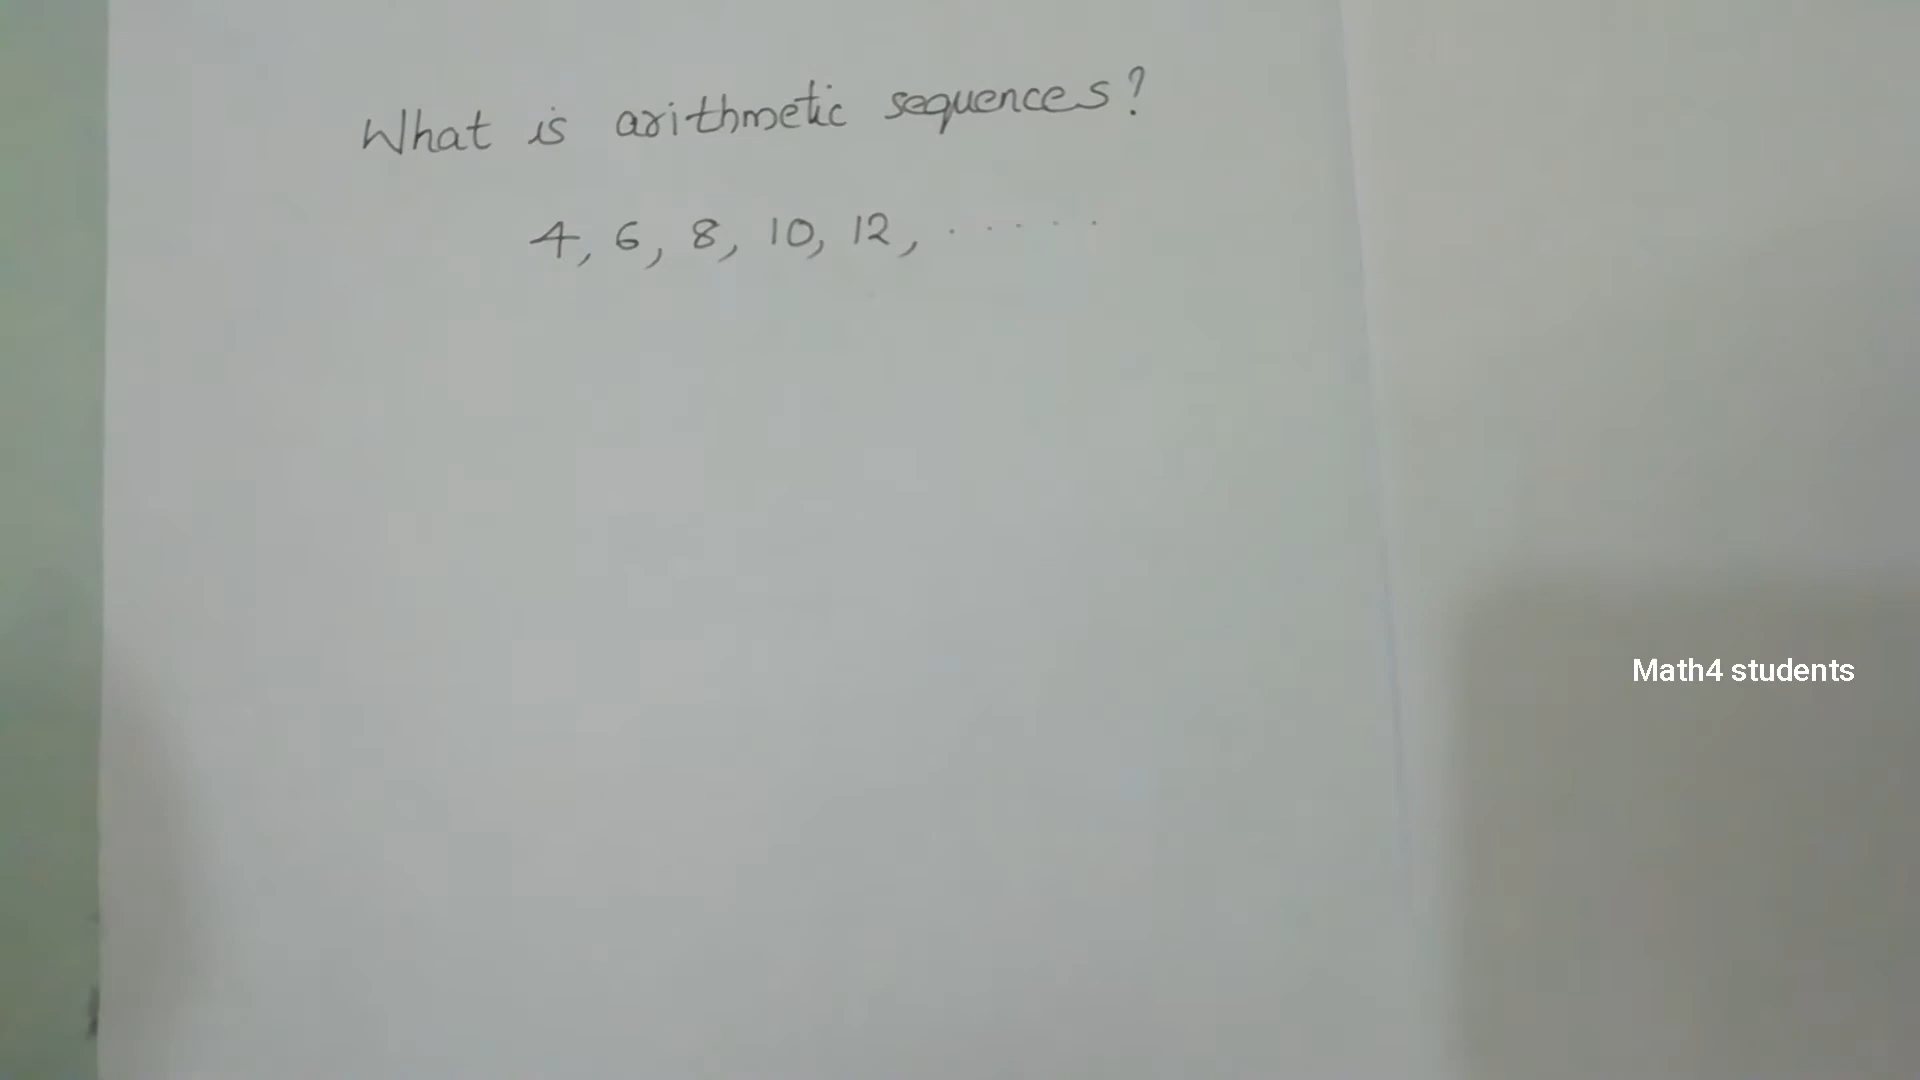 What is arithmetic sequences?
4, 6, 8, 10, 12, . . . . .
Math4 students